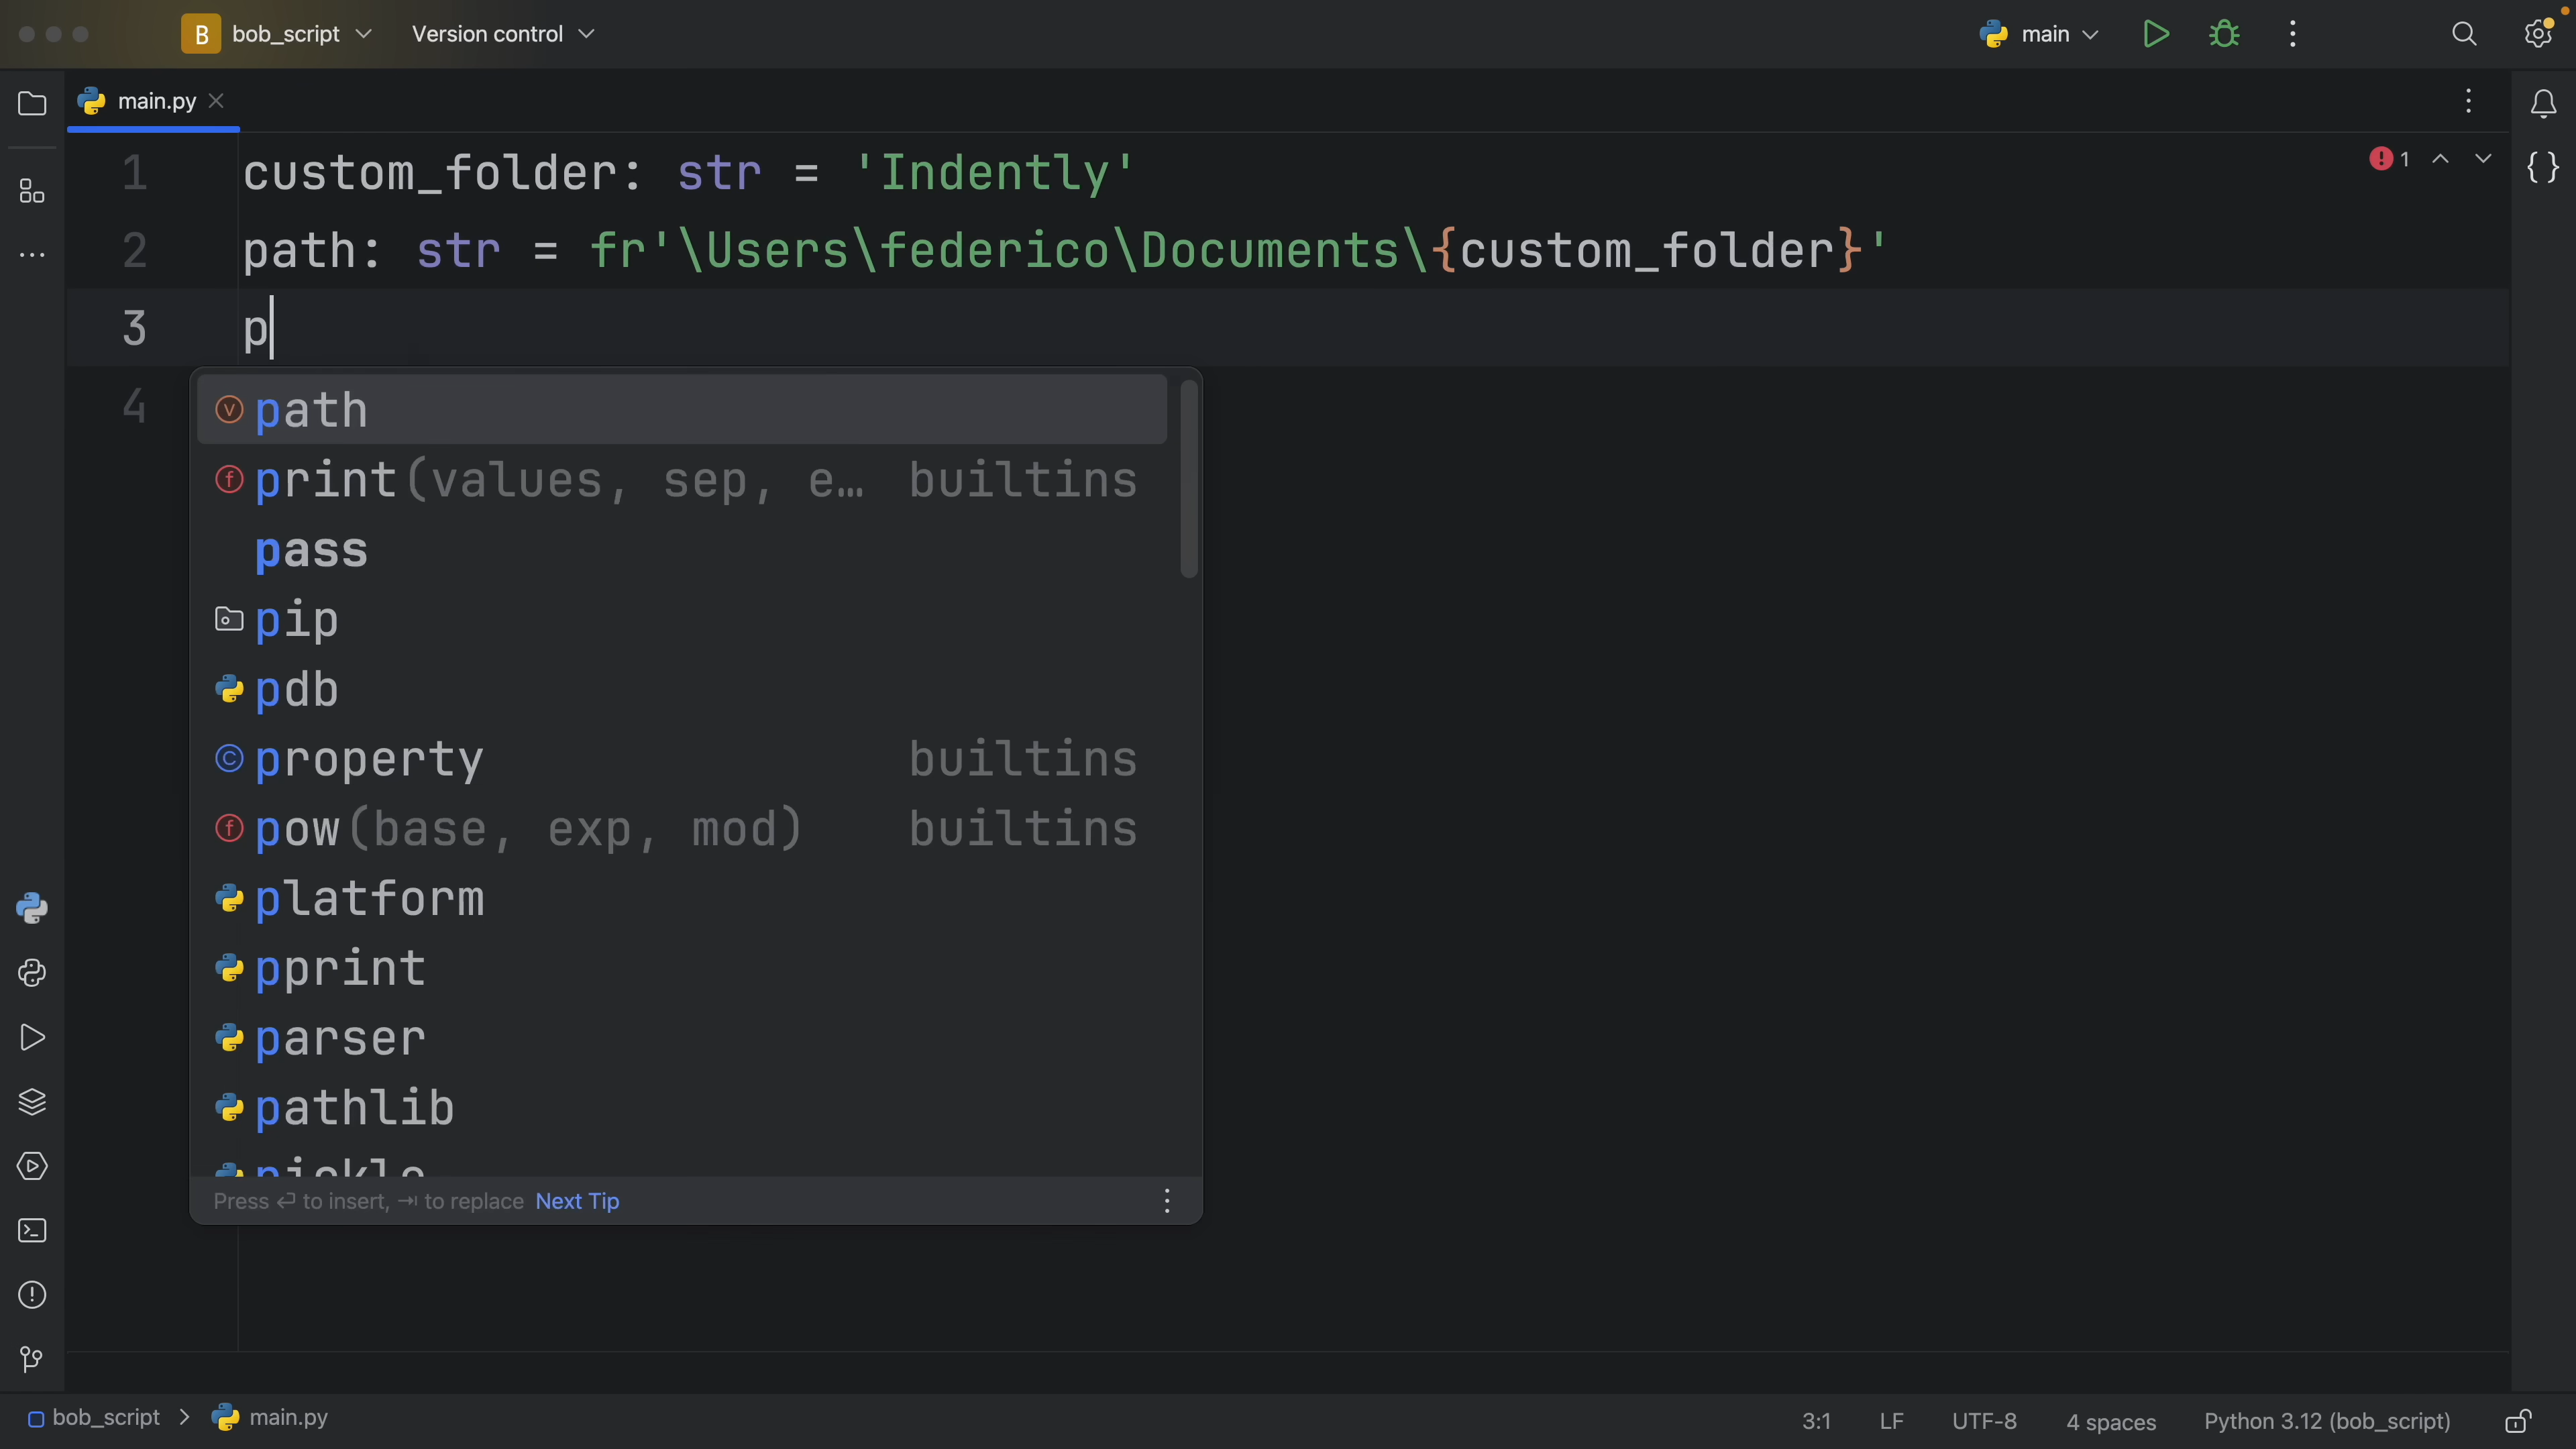 B bob_script Version control main
main.py
1 custom_folder: str = 'Indently'
1
2 path: str = fr'\Users\federico\Documents\{custom_folder}'
3 p
4
path
print(values, sep, e… builtins
pass
pip
pdb
property builtins
pow(base, exp, mod) builtins
platform
pprint
parser
pathlib
pickle
Press ↵ to insert, ⇥ to replace Next Tip
bob_script > main.py 3:1 LF UTF-8 4 spaces Python 3.12 (bob_script)